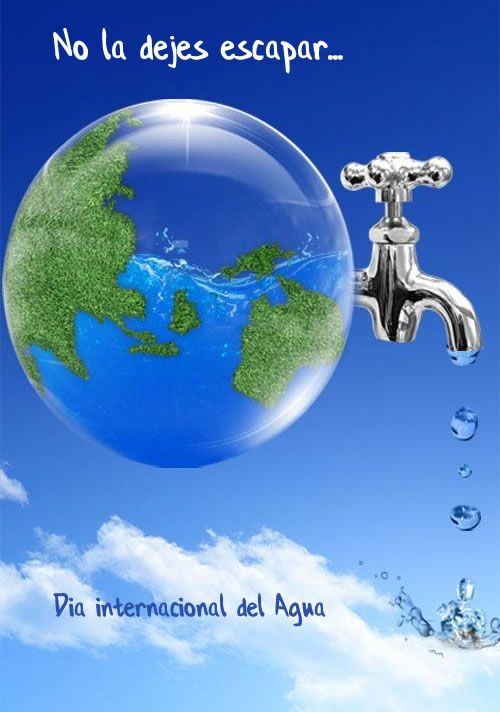 No la dejes escapar...
Dia internacional del Agua